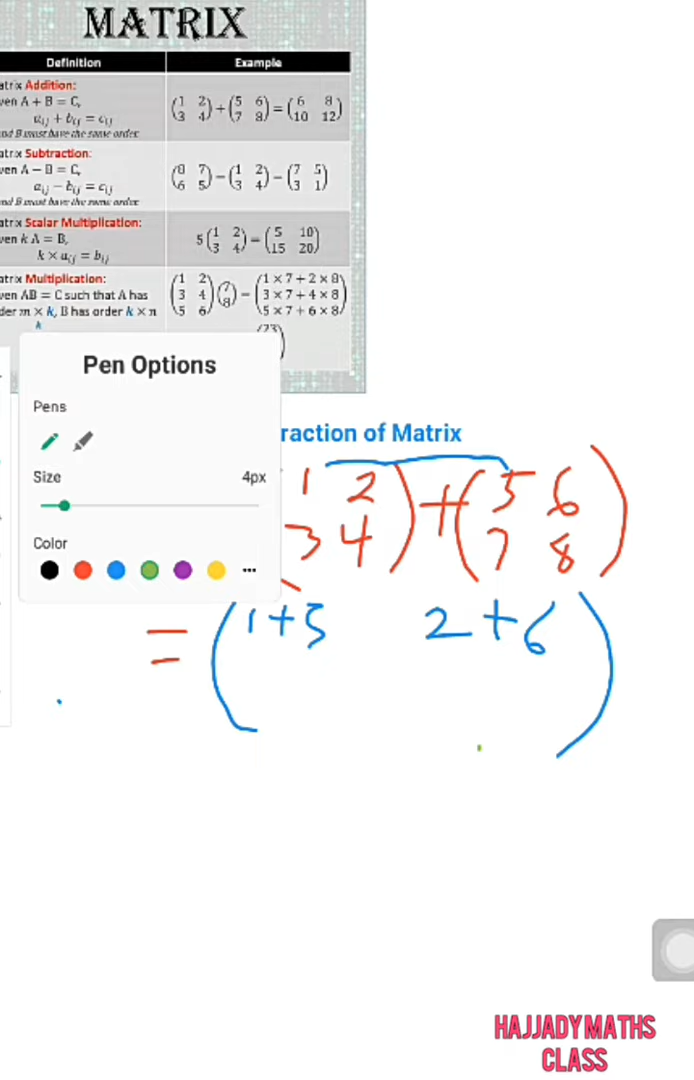 MATRIX
Definition Example
atrix Addition:
ven A + B = C,
aij + bij = cij
nd B must have the same order
(1 2 3 4) + (5 6 7 8) = (6 8 10 12)
atrix Subtraction:
ven A − B = C,
aij − bij = cij
nd B must have the same order
(8 7 6 5) − (1 2 3 4) = (7 5 3 1)
atrix Scalar Multiplication:
ven k A = B,
k × aij = bij
5 (1 2 3 4) = (5 10 15 20)
atrix Multiplication:
ven AB = C such that A has
der m × k, B has order k × n
(1 2 3 4 5 6) (7 8) = (1 × 7 + 2 × 8
3 × 7 + 4 × 8
5 × 7 + 6 × 8)
(23)
Pen Options
Pens
Size 4px
Color
raction of Matrix
1 2) + (5 6)
3 4 7 8
= (1+5 2+6)
HAJJADY MATHS
CLASS